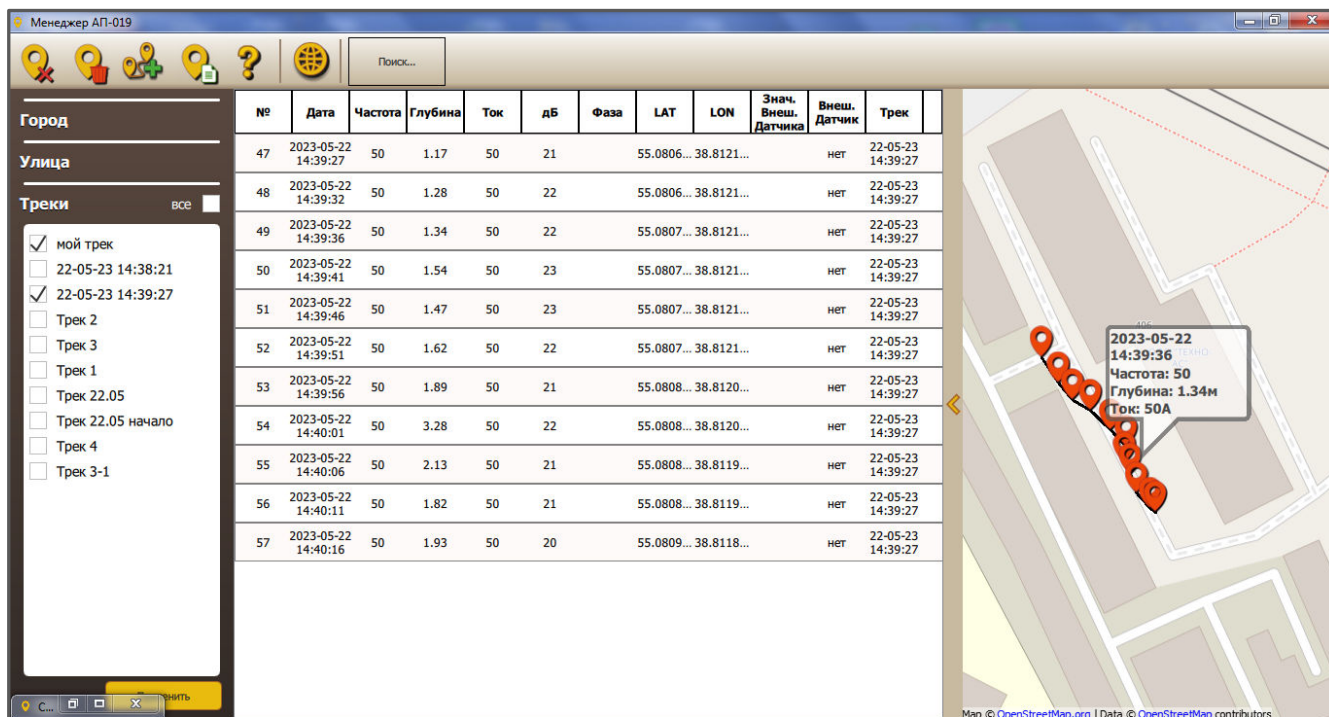 Менеджер АП-019
Поиск...
Город
Улица
Треки все
мой трек
22-05-23 14:38:21
22-05-23 14:39:27
Трек 2
Трек 3
Трек 1
Трек 22.05
Трек 22.05 начало
Трек 4
Трек 3-1
С...
№ Дата Частота Глубина Ток дБ Фаза LAT LON Знач. Внеш. Датчика Внеш. Датчик Трек
47 2023-05-22 14:39:27 50 1.17 50 21 55.0806... 38.8121... нет 22-05-23 14:39:27
48 2023-05-22 14:39:32 50 1.28 50 22 55.0806... 38.8121... нет 22-05-23 14:39:27
49 2023-05-22 14:39:36 50 1.34 50 22 55.0807... 38.8121... нет 22-05-23 14:39:27
50 2023-05-22 14:39:41 50 1.54 50 23 55.0807... 38.8121... нет 22-05-23 14:39:27
51 2023-05-22 14:39:46 50 1.47 50 23 55.0807... 38.8121... нет 22-05-23 14:39:27
52 2023-05-22 14:39:51 50 1.62 50 22 55.0807... 38.8121... нет 22-05-23 14:39:27
53 2023-05-22 14:39:56 50 1.89 50 21 55.0808... 38.8120... нет 22-05-23 14:39:27
54 2023-05-22 14:40:01 50 3.28 50 22 55.0808... 38.8120... нет 22-05-23 14:39:27
55 2023-05-22 14:40:06 50 2.13 50 21 55.0808... 38.8119... нет 22-05-23 14:39:27
56 2023-05-22 14:40:11 50 1.82 50 21 55.0808... 38.8119... нет 22-05-23 14:39:27
57 2023-05-22 14:40:16 50 1.93 50 20 55.0809... 38.8118... нет 22-05-23 14:39:27
2023-05-22
14:39:36
Частота: 50
Глубина: 1.34м
Ток: 50А
Map © OpenStreetMap.org | Data © OpenStreetMap contributors